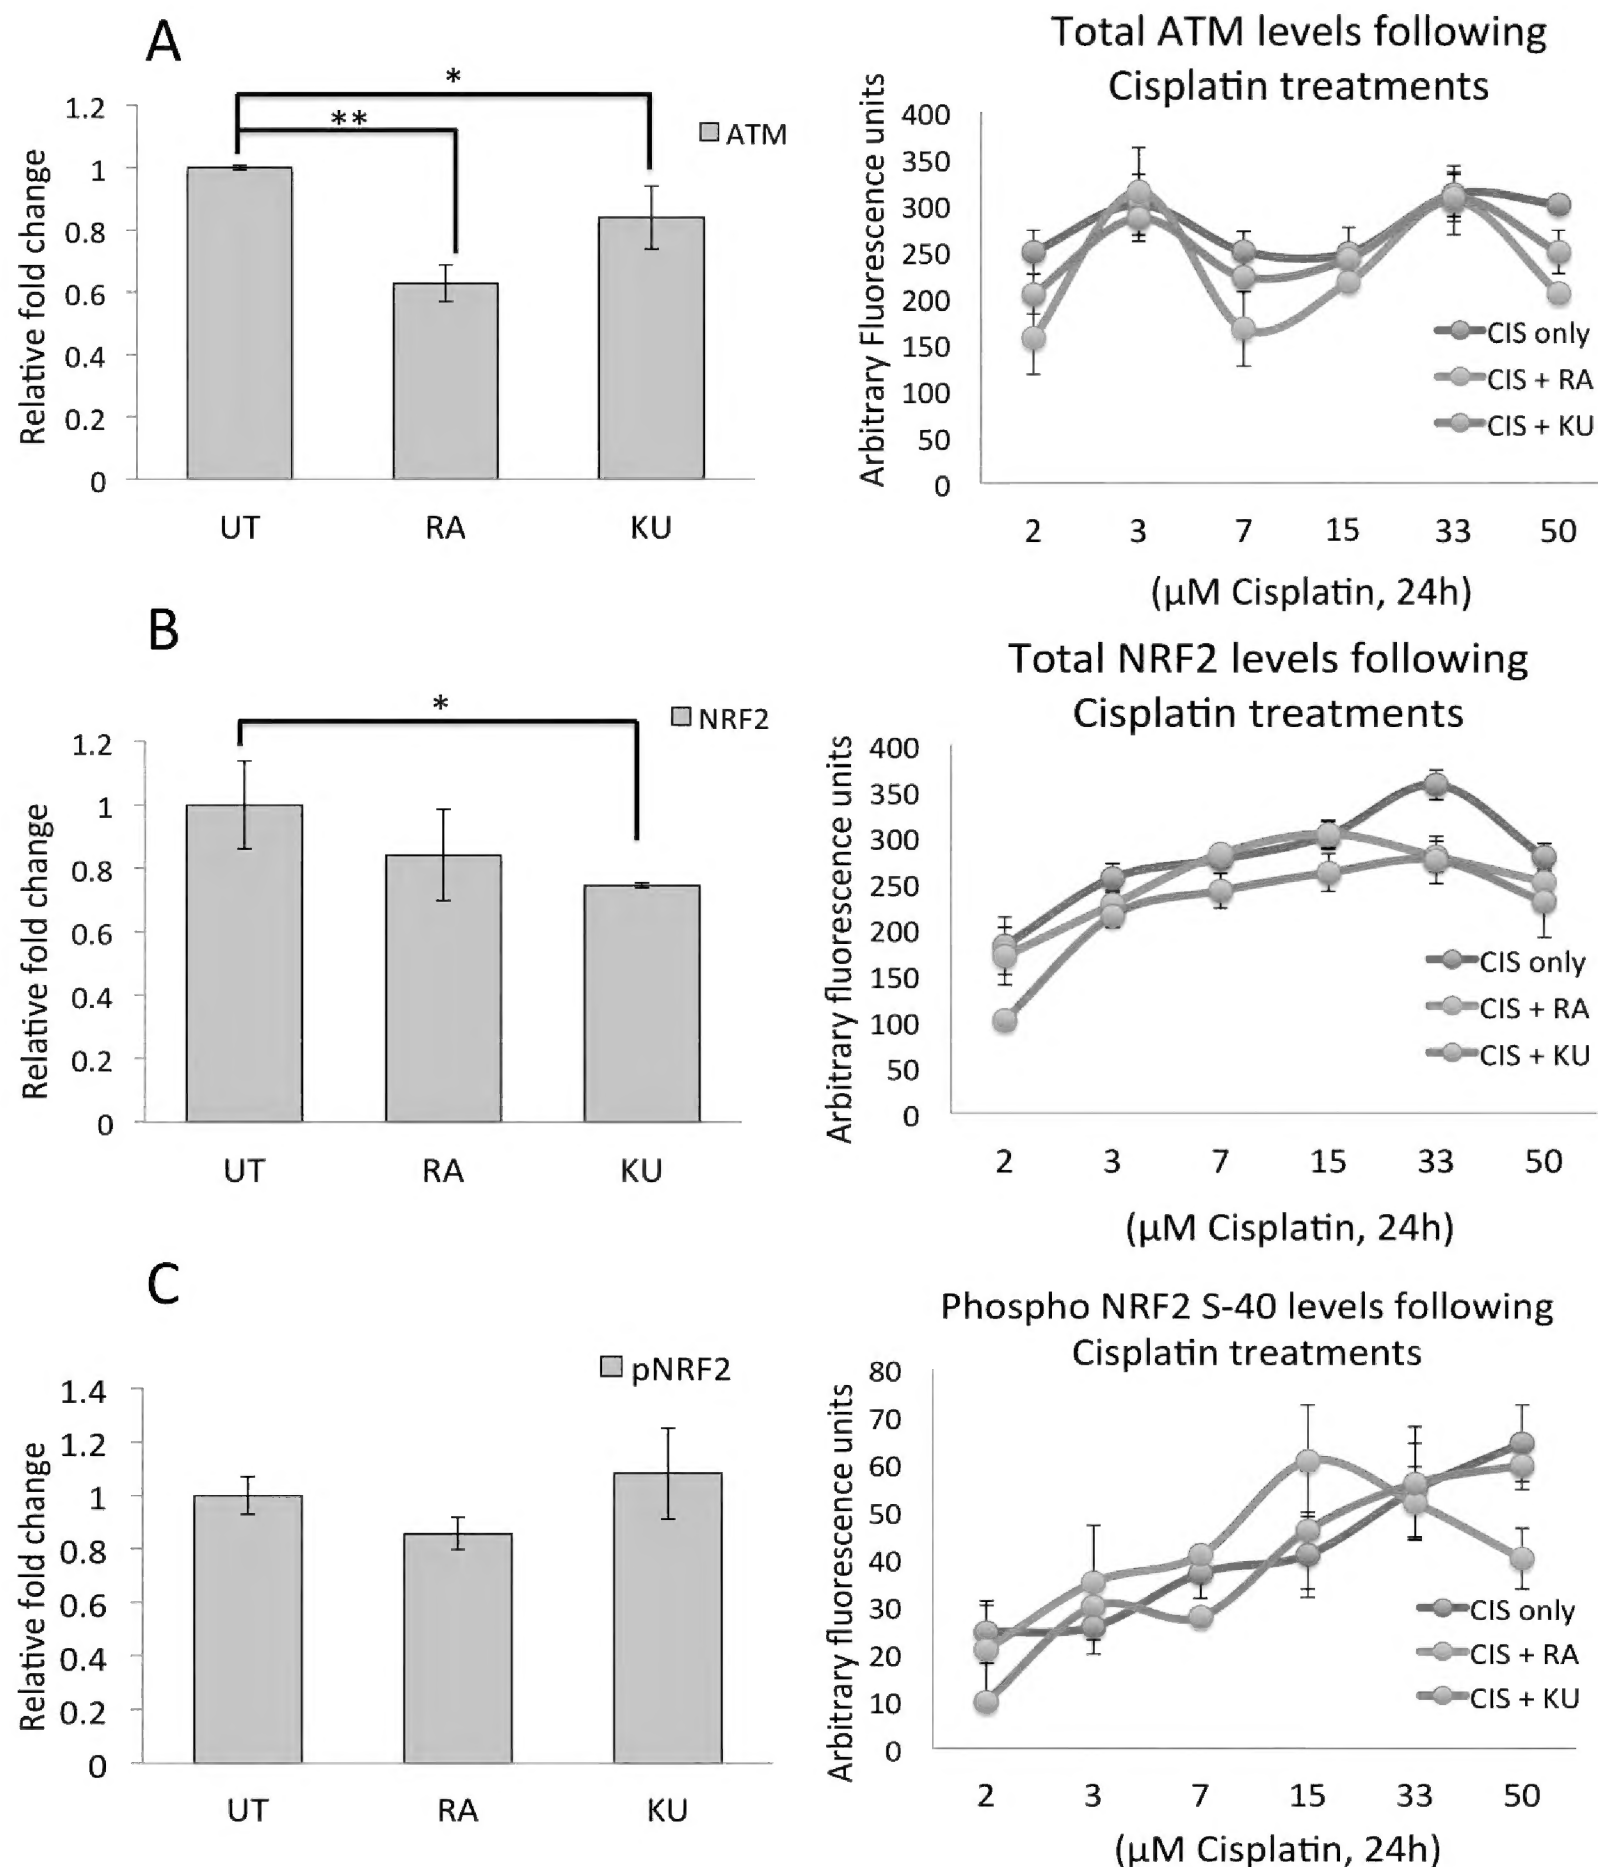 A
*
**
ATM
Relative fold change
1.2
1
0.8
0.6
0.4
0.2
0
UT RA KU
Total ATM levels following
Cisplatin treatments
Arbitrary Fluorescence units
400
350
300
250
200
150
100
50
0
CIS only
CIS + RA
CIS + KU
2 3 7 15 33 50
(µM Cisplatin, 24h)
B
*
NRF2
Relative fold change
1.2
1
0.8
0.6
0.4
0.2
0
UT RA KU
Total NRF2 levels following
Cisplatin treatments
Arbitrary fluorescence units
400
350
300
250
200
150
100
50
0
CIS only
CIS + RA
CIS + KU
2 3 7 15 33 50
(µM Cisplatin, 24h)
C
pNRF2
Relative fold change
1.4
1.2
1
0.8
0.6
0.4
0.2
0
UT RA KU
Phospho NRF2 S-40 levels following
Cisplatin treatments
Arbitrary fluorescence units
80
70
60
50
40
30
20
10
0
CIS only
CIS + RA
CIS + KU
2 3 7 15 33 50
(µM Cisplatin, 24h)